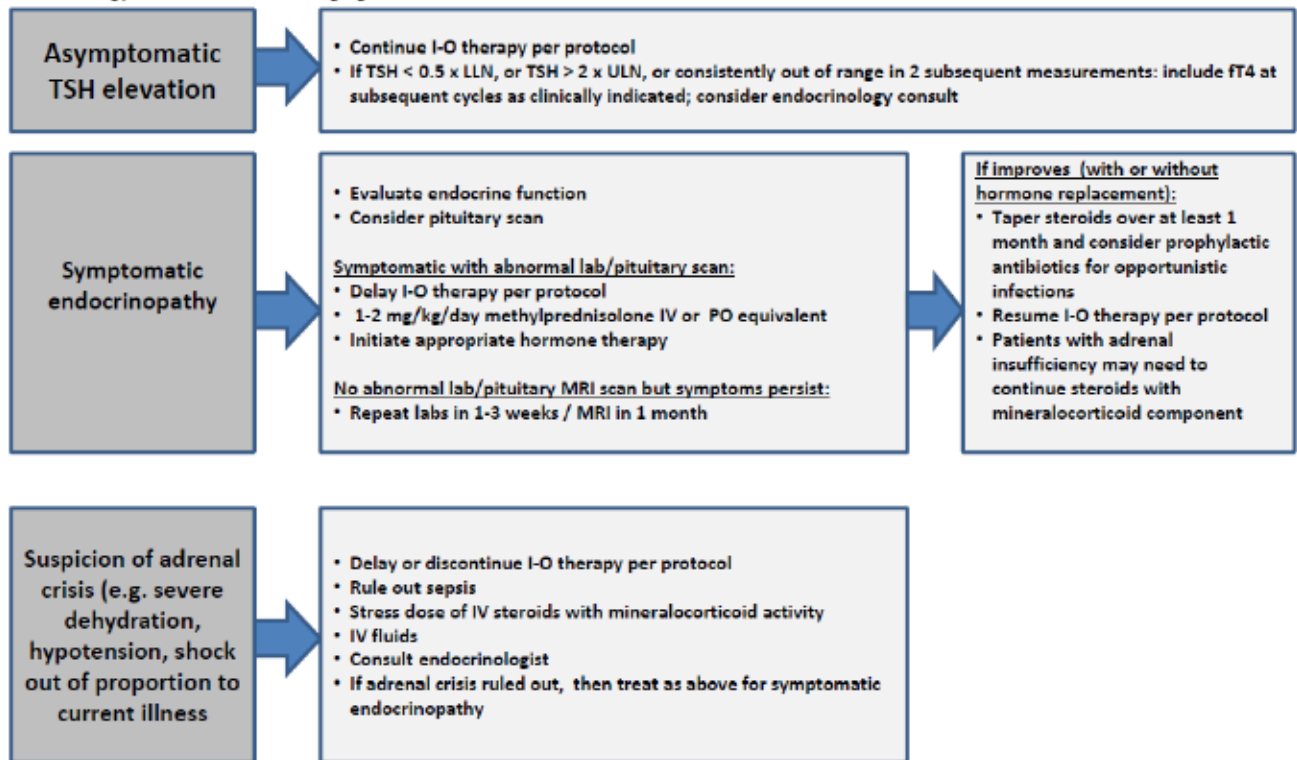 Asymptomatic
TSH elevation
• Continue I-O therapy per protocol
• If TSH < 0.5 x LLN, or TSH > 2 x ULN, or consistently out of range in 2 subsequent measurements: include fT4 at
subsequent cycles as clinically indicated; consider endocrinology consult
Symptomatic
endocrinopathy
• Evaluate endocrine function
• Consider pituitary scan
Symptomatic with abnormal lab/pituitary scan:
• Delay I-O therapy per protocol
• 1-2 mg/kg/day methylprednisolone IV or PO equivalent
• Initiate appropriate hormone therapy
No abnormal lab/pituitary MRI scan but symptoms persist:
• Repeat labs in 1-3 weeks / MRI in 1 month
If improves (with or without
hormone replacement):
• Taper steroids over at least 1
month and consider prophylactic
antibiotics for opportunistic
infections
• Resume I-O therapy per protocol
• Patients with adrenal
insufficiency may need to
continue steroids with
mineralocorticoid component
Suspicion of adrenal
crisis (e.g. severe
dehydration,
hypotension, shock
out of proportion to
current illness
• Delay or discontinue I-O therapy per protocol
• Rule out sepsis
• Stress dose of IV steroids with mineralocorticoid activity
• IV fluids
• Consult endocrinologist
• If adrenal crisis ruled out, then treat as above for symptomatic
endocrinopathy